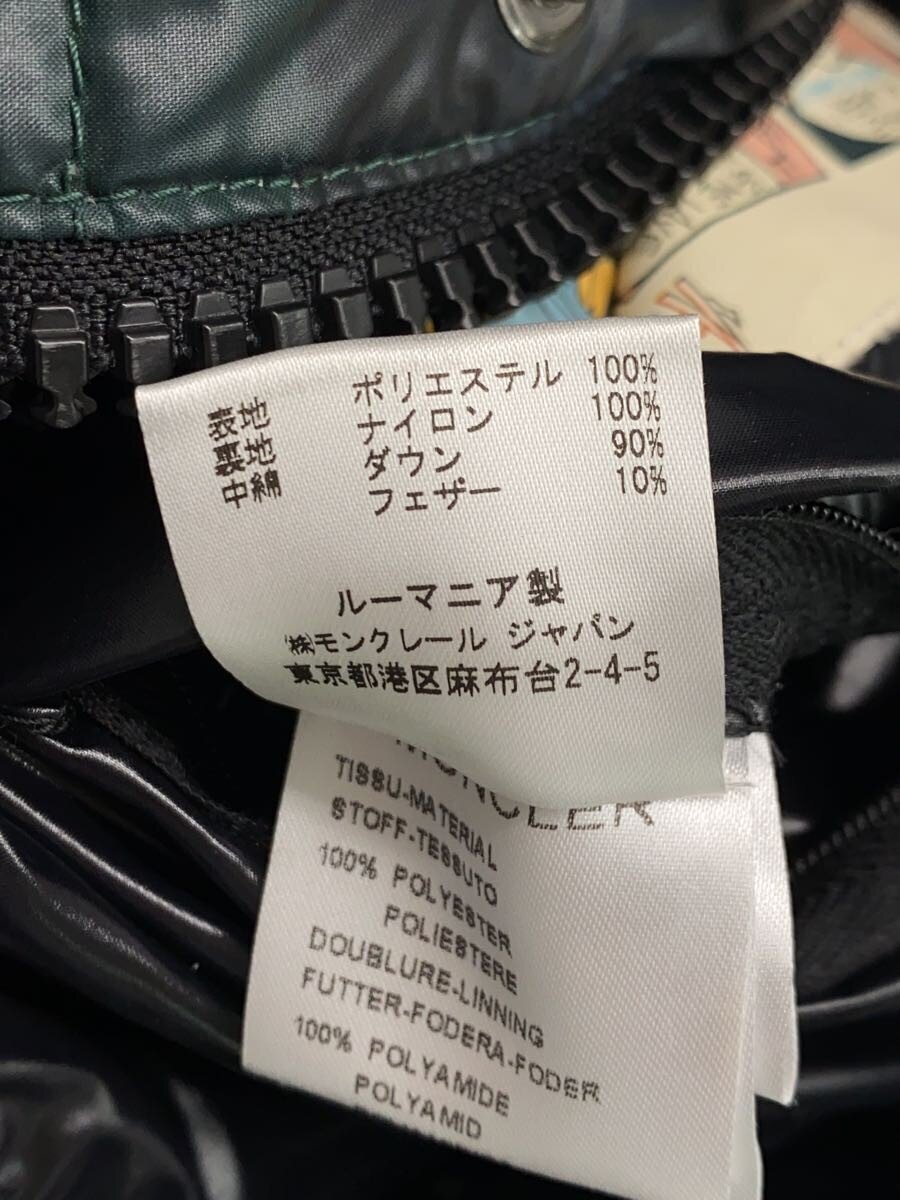 表地 ポリエステル 100%
裏地 ナイロン 100%
中綿 ダウン 90%
フェザー 10%
ルーマニア製
㈱モンクレール ジャパン
東京都港区麻布台2-4-5
MONCLER
TISSU-MATERIAL
STOFF-TESSUTO
100% POLYESTER
POLIESTERE
DOUBLURE-LINNING
FUTTER-FODERA-FODER
100% POLYAMIDE
POLYAMID